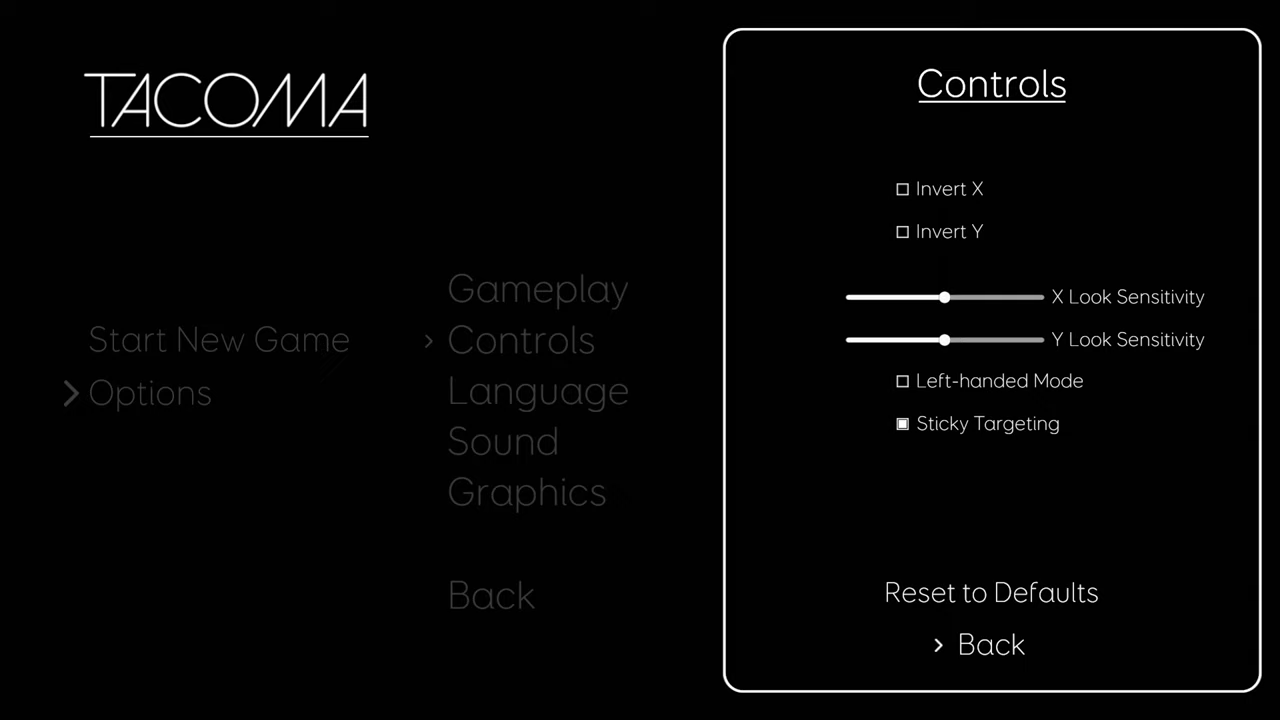 TACOMA
Start New Game
Options
Gameplay
Controls
Language
Sound
Graphics
Back
Controls
Invert X
Invert Y
X Look Sensitivity
Y Look Sensitivity
Left-handed Mode
Sticky Targeting
Reset to Defaults
Back